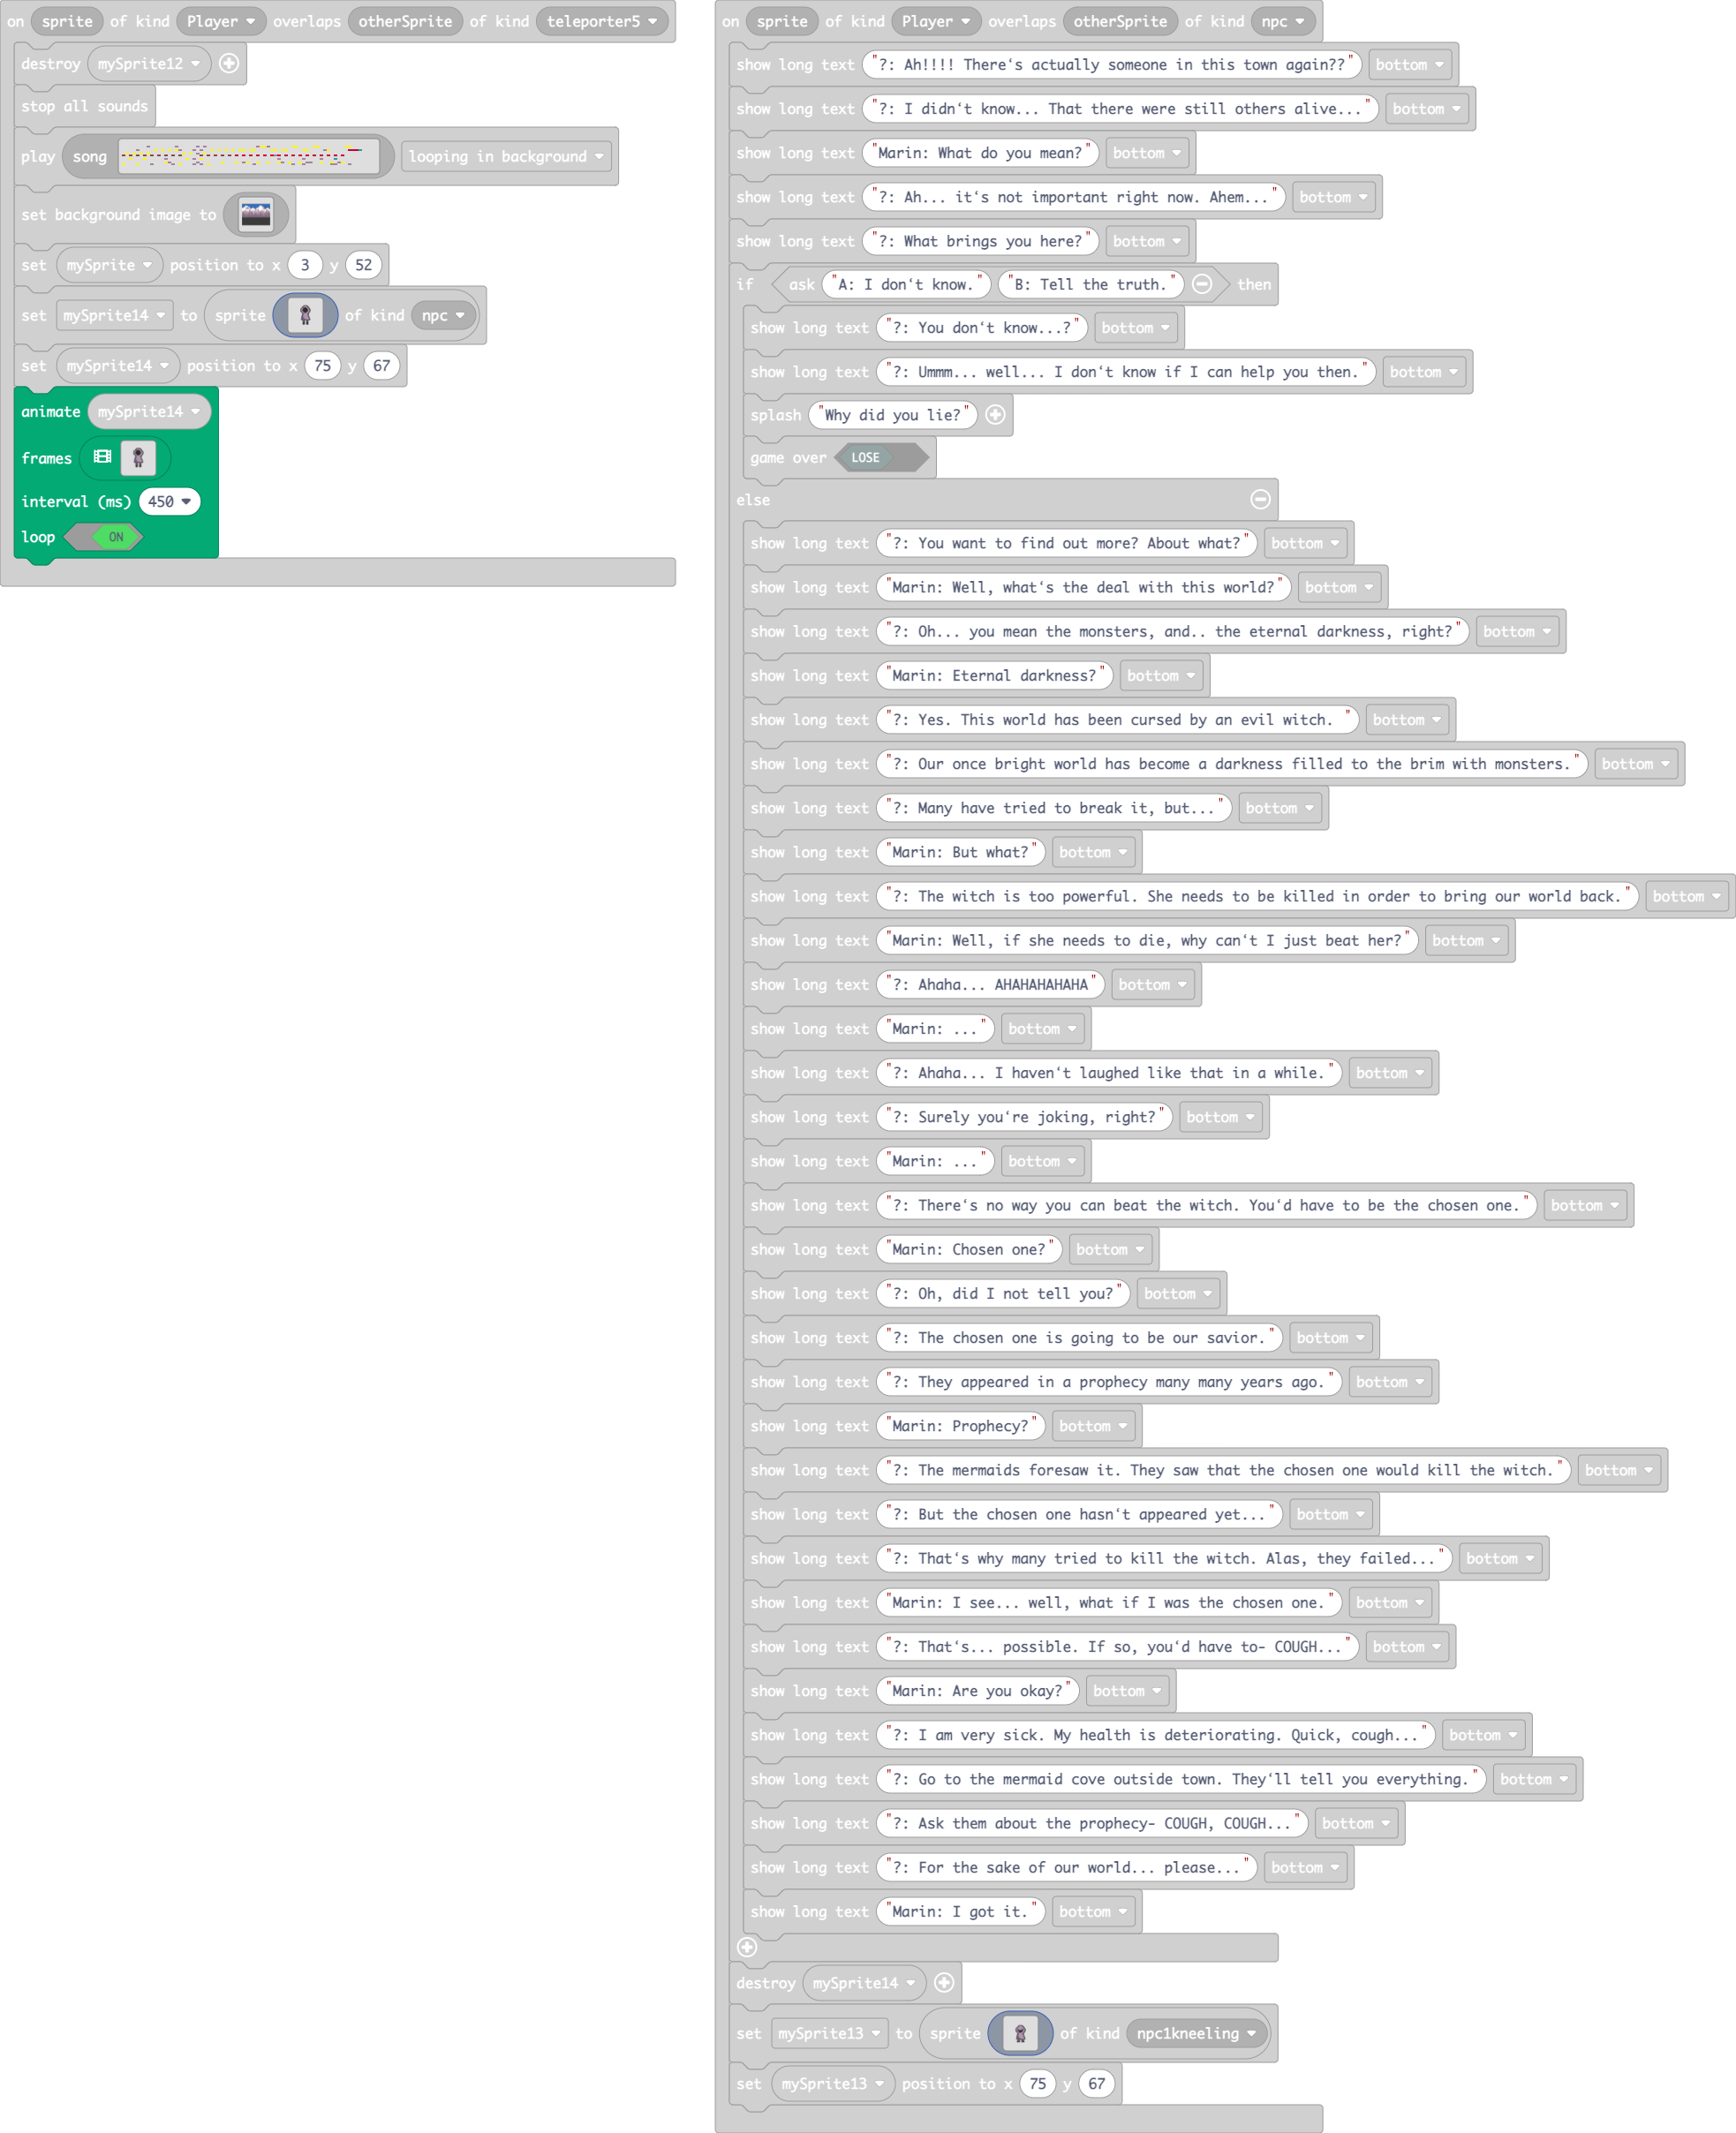 on sprite of kind Player overlaps otherSprite of kind teleporter5
destroy mySprite12
stop all sounds
play song looping in background
set background image to
set mySprite position to x 3 y 52
set mySprite14 to sprite of kind npc
set mySprite14 position to x 75 y 67
animate mySprite14
frames
interval (ms) 450
loop ON
on sprite of kind Player overlaps otherSprite of kind npc
show long text "?: Ah!!!! There's actually someone in this town again??" bottom
show long text "?: I didn't know... That there were still others alive..." bottom
show long text "Marin: What do you mean?" bottom
show long text "?: Ah... it's not important right now. Ahem..." bottom
show long text "?: What brings you here?" bottom
if ask "A: I don't know." "B: Tell the truth." then
show long text "?: You don't know...?" bottom
show long text "?: Ummm... well... I don't know if I can help you then." bottom
splash "Why did you lie?"
game over LOSE
else
show long text "?: You want to find out more? About what?" bottom
show long text "Marin: Well, what's the deal with this world?" bottom
show long text "?: Oh... you mean the monsters, and.. the eternal darkness, right?" bottom
show long text "Marin: Eternal darkness?" bottom
show long text "?: Yes. This world has been cursed by an evil witch. " bottom
show long text "?: Our once bright world has become a darkness filled to the brim with monsters." bottom
show long text "?: Many have tried to break it, but..." bottom
show long text "Marin: But what?" bottom
show long text "?: The witch is too powerful. She needs to be killed in order to bring our world back." bottom
show long text "Marin: Well, if she needs to die, why can't I just beat her?" bottom
show long text "?: Ahaha... AHAHAHAHAHA" bottom
show long text "Marin: ..." bottom
show long text "?: Ahaha... I haven't laughed like that in a while." bottom
show long text "?: Surely you're joking, right?" bottom
show long text "Marin: ..." bottom
show long text "?: There's no way you can beat the witch. You'd have to be the chosen one." bottom
show long text "Marin: Chosen one?" bottom
show long text "?: Oh, did I not tell you?" bottom
show long text "?: The chosen one is going to be our savior." bottom
show long text "?: They appeared in a prophecy many many years ago." bottom
show long text "Marin: Prophecy?" bottom
show long text "?: The mermaids foresaw it. They saw that the chosen one would kill the witch." bottom
show long text "?: But the chosen one hasn't appeared yet..." bottom
show long text "?: That's why many tried to kill the witch. Alas, they failed..." bottom
show long text "Marin: I see... well, what if I was the chosen one." bottom
show long text "?: That's... possible. If so, you'd have to- COUGH..." bottom
show long text "Marin: Are you okay?" bottom
show long text "?: I am very sick. My health is deteriorating. Quick, cough..." bottom
show long text "?: Go to the mermaid cove outside town. They'll tell you everything." bottom
show long text "?: Ask them about the prophecy- COUGH, COUGH..." bottom
show long text "?: For the sake of our world... please..." bottom
show long text "Marin: I got it." bottom
destroy mySprite14
set mySprite13 to sprite of kind npc1kneeling
set mySprite13 position to x 75 y 67